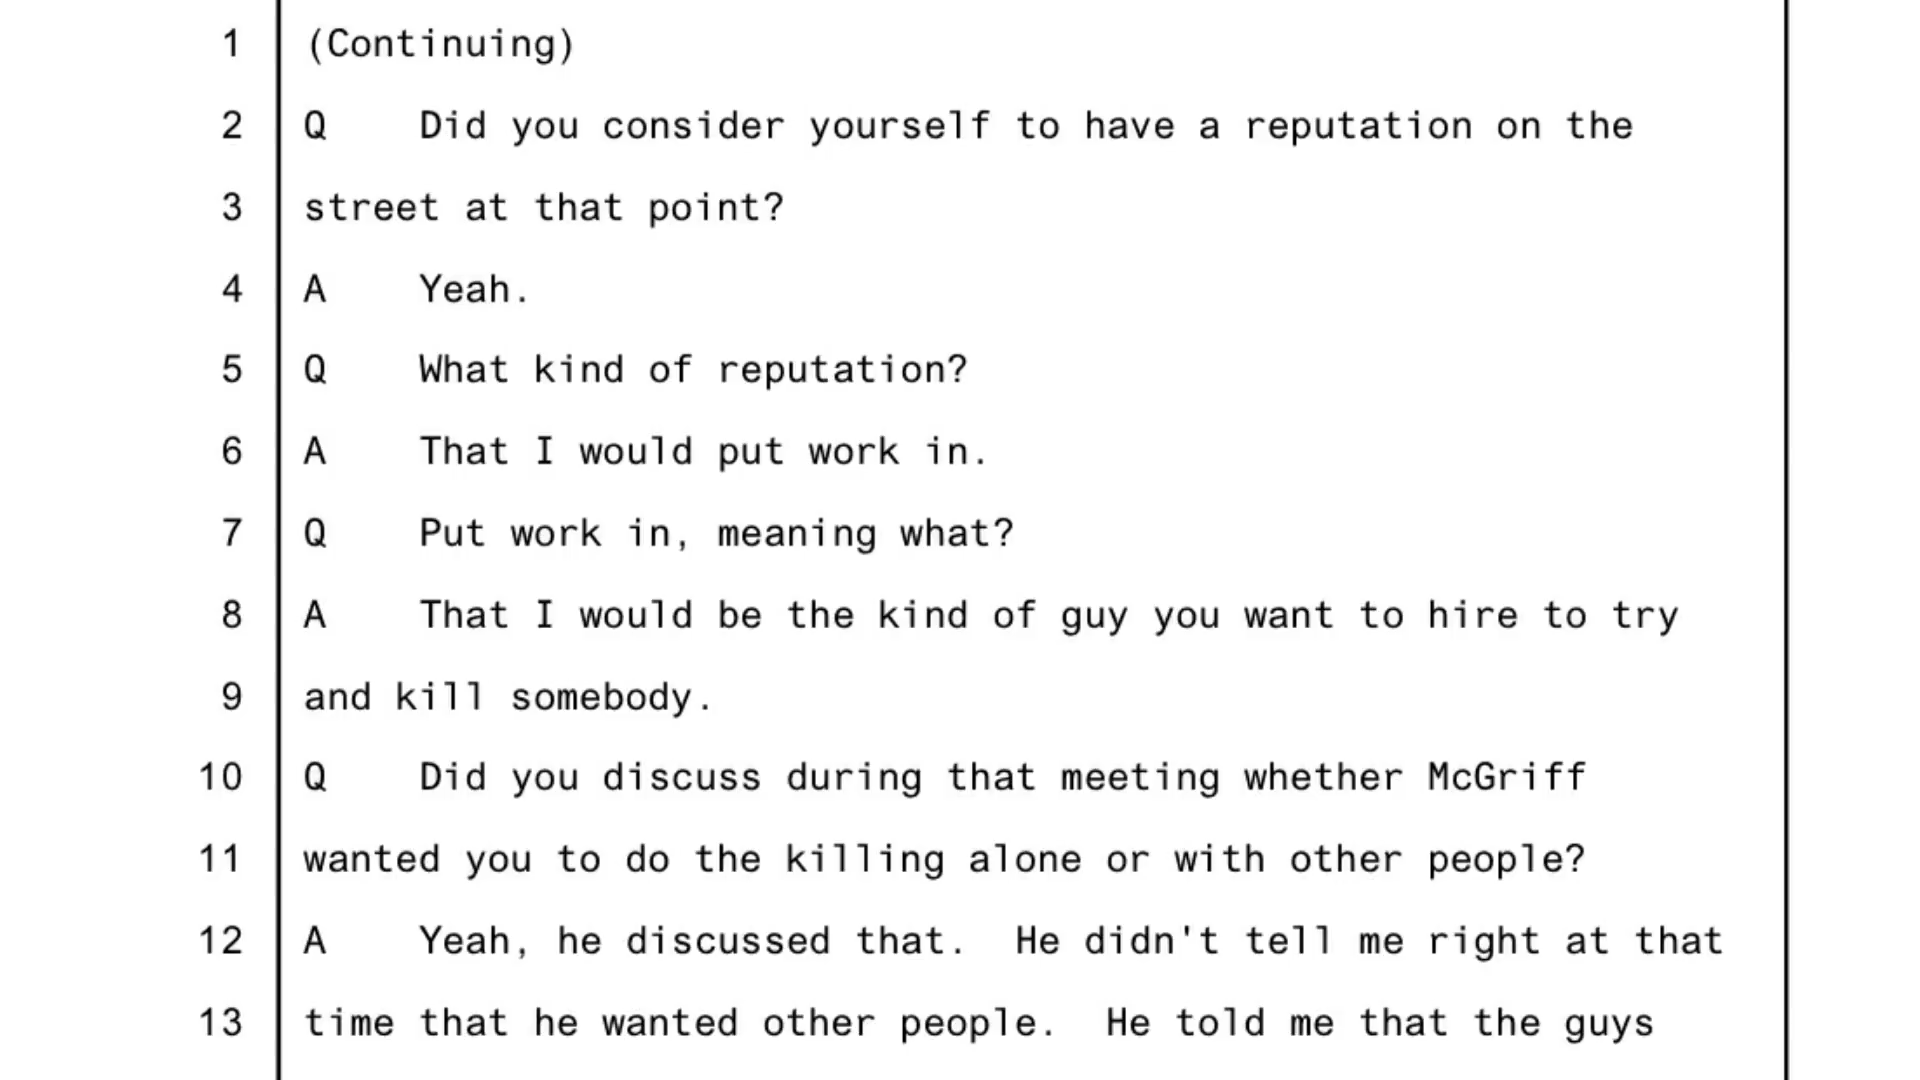 1 (Continuing)
2 Q Did you consider yourself to have a reputation on the
3 street at that point?
4 A Yeah.
5 Q What kind of reputation?
6 A That I would put work in.
7 Q Put work in, meaning what?
8 A That I would be the kind of guy you want to hire to try
9 and kill somebody.
10 Q Did you discuss during that meeting whether McGriff
11 wanted you to do the killing alone or with other people?
12 A Yeah, he discussed that. He didn't tell me right at that
13 time that he wanted other people. He told me that the guys